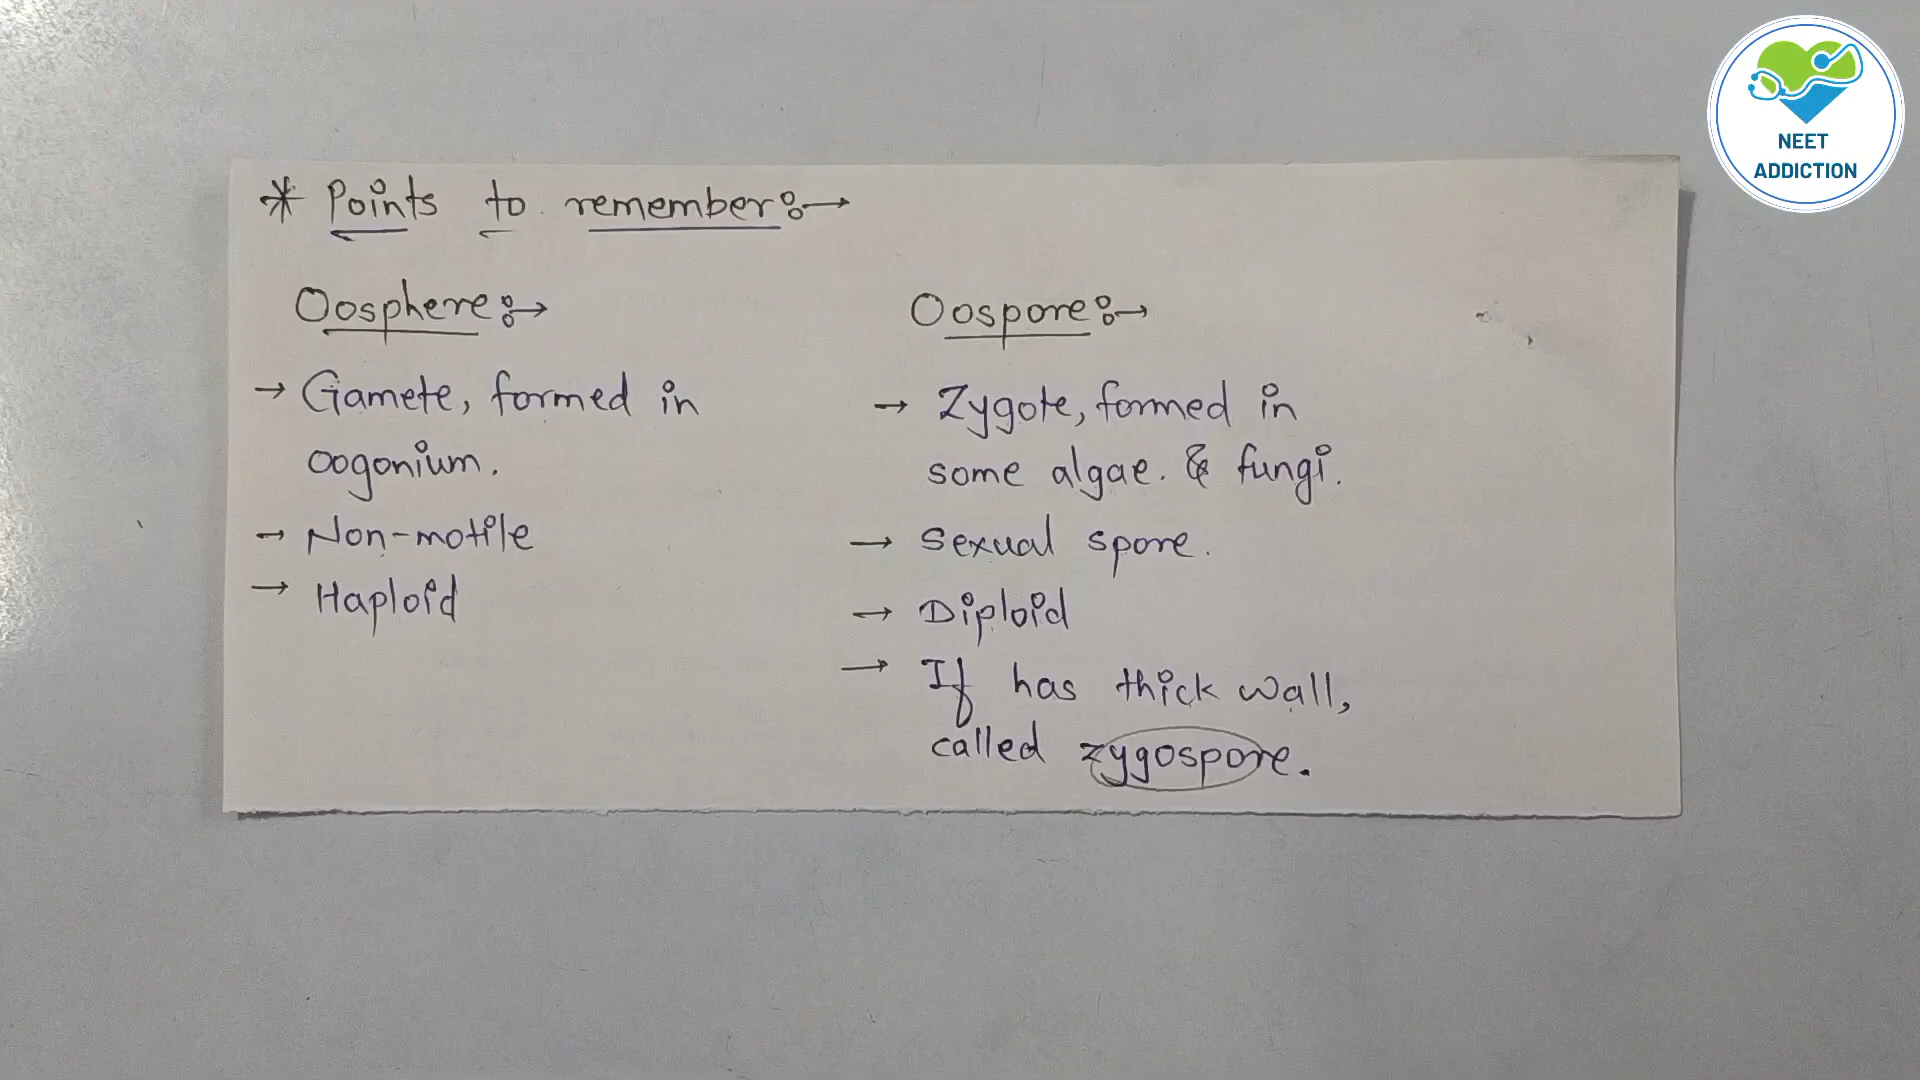 NEET
ADDICTION
* Points to remember:→
Oosphere:→
→ Gamete, formed in
oogonium.
→ Non-motile
→ Haploid
Oospore:→
→ Zygote, formed in
some algae. & fungi.
→ Sexual spore.
→ Diploid
→ If has thick wall,
called zygospore.